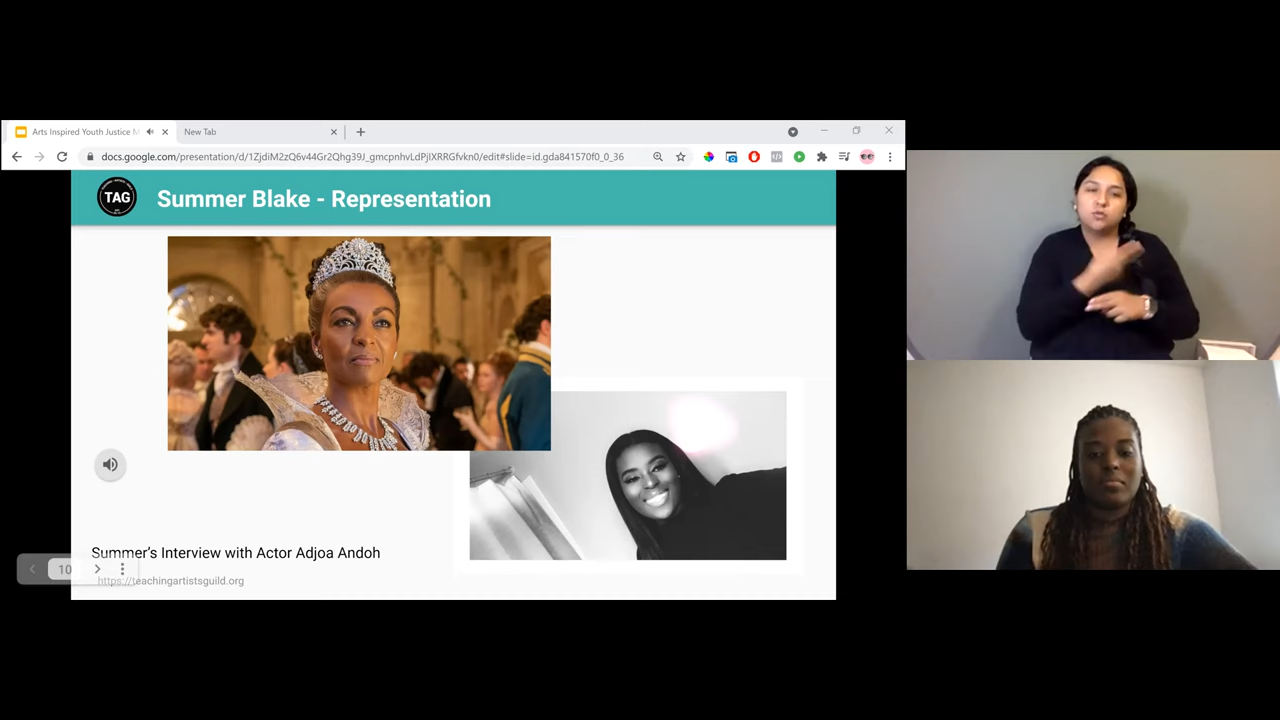 Arts Inspired Youth Justice M
New Tab
docs.google.com/presentation/d/1ZjdiM2zQ6v44Gr2Qhg39J_gmcpnhvLdPjIXRRGfvkn0/edit#slide=id.gda841570f0_0_36
TAG
Summer Blake - Representation
Summer's Interview with Actor Adjoa Andoh
10
https://teachingartistsguild.org